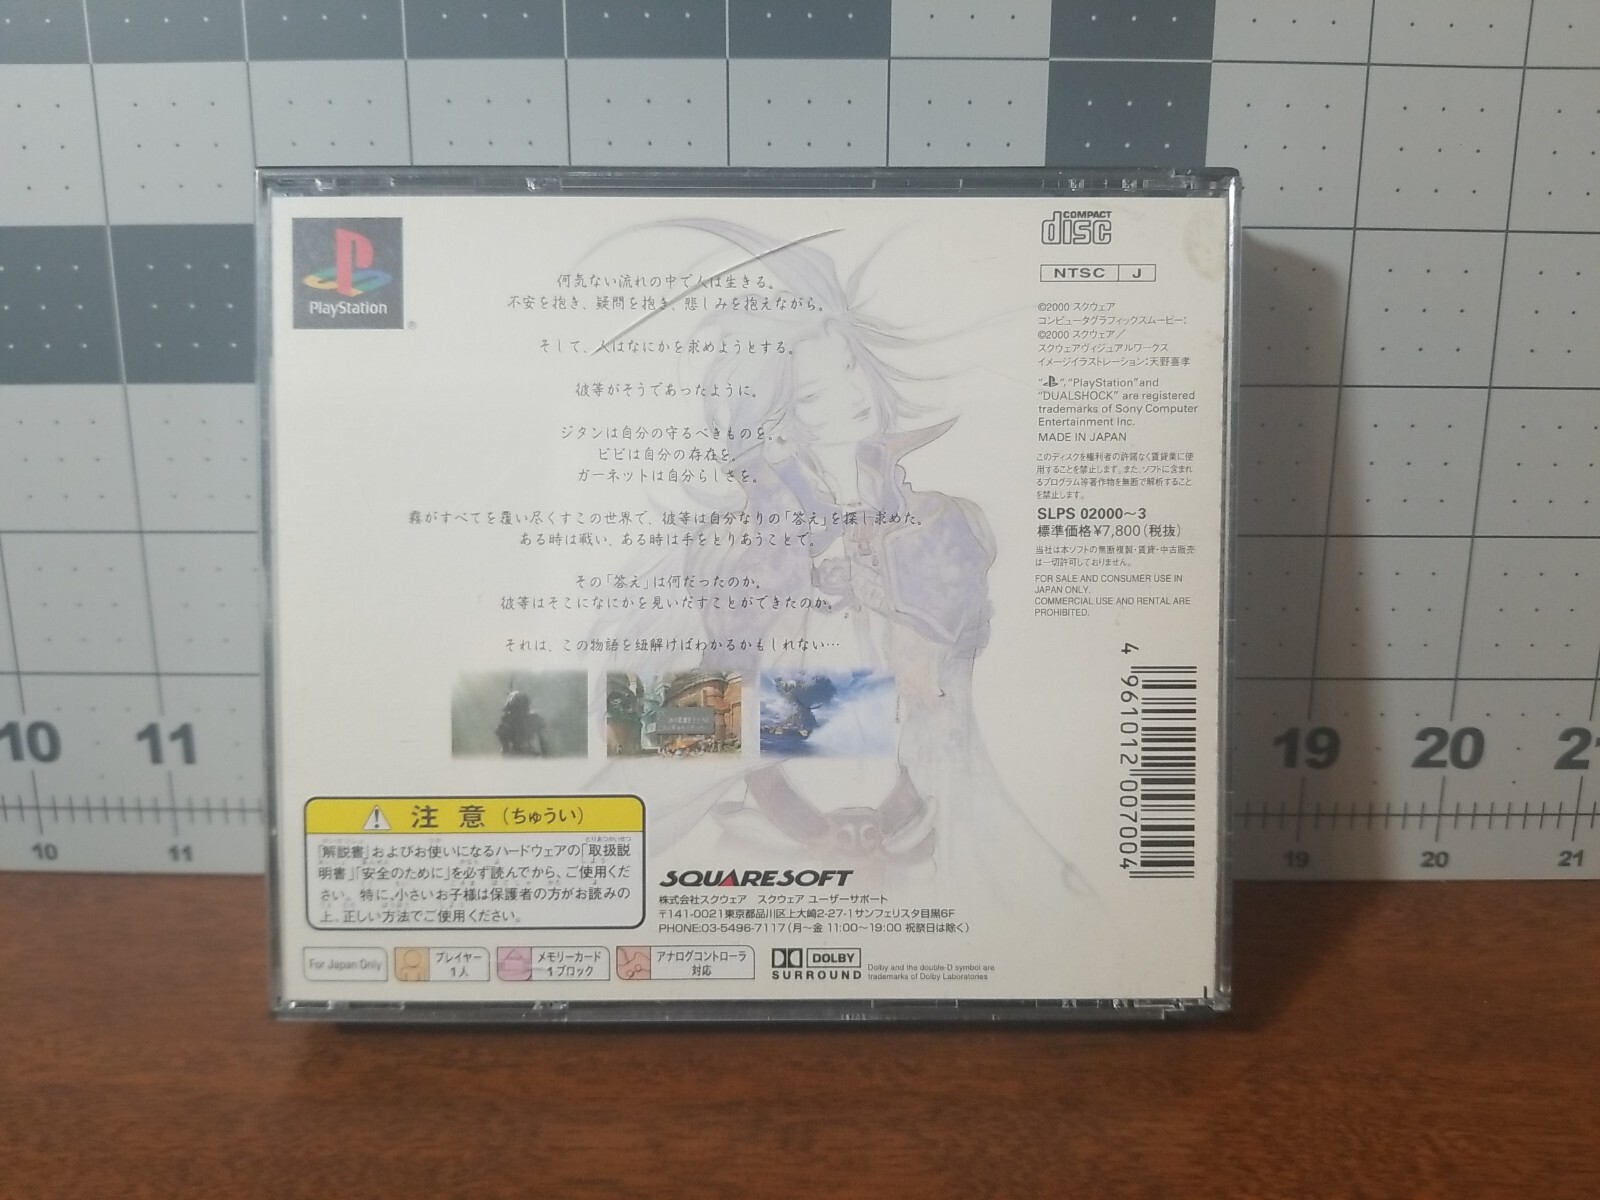 PlayStation
®
何気ない流れの中で人は生きる。
不安を抱き、疑問を抱き、悲しみを抱えながら。
そして、人はなにかを求めようとする。
彼等がそうであったように。
ジタンは自分の守るべきものを。
ビビは自分の存在を。
ガーネットは自分らしさを。
霧がすべてを覆い尽くすこの世界で、彼等は自分なりの「答え」を探し求めた。
ある時は戦い、ある時は手をとりあうことで。
その「答え」は何だったのか。
彼等はそこになにかを見いだすことができたのか。
それは、この物語を紐解けばわかるかもしれない…
COMPACT
disc
NTSC J
©2000 スクウェア
コンピュータグラフィックスムービー:
©2000 スクウェア/
スクウェアヴィジュアルワークス
イメージイラストレーション:天野喜孝
"PlayStation" and
"DUALSHOCK" are registered
trademarks of Sony Computer
Entertainment Inc.
MADE IN JAPAN
このディスクを権利者の許諾なく賃貸業に使
用することを禁止します。また、ソフトに含まれ
るプログラム等著作物を無断で解析すること
を禁止します。
SLPS 02000〜3
標準価格¥7,800(税抜)
当社は本ソフトの無断複製・賃貸・中古販売
は一切許可しておりません。
FOR SALE AND CONSUMER USE IN
JAPAN ONLY.
COMMERCIAL USE AND RENTAL ARE
PROHIBITED.
4 961012 007004
注意(ちゅうい)
「解説書」およびお使いになるハードウェアの「取扱説
明書」「安全のために」を必ず読んでから、ご使用くだ
さい。特に、小さいお子様は保護者の方がお読みの
上、正しい方法でご使用ください。
SQUARESOFT
株式会社スクウェア スクウェア ユーザーサポート
〒141-0021東京都品川区上大崎2-27-1サンフェリスタ目黒6F
PHONE:03-5496-7117(月〜金 11:00〜19:00 祝祭日は除く)
For Japan Only
プレイヤー
1人
メモリーカード
1ブロック
アナログコントローラ
対応
DOLBY
SURROUND
Dolby and the double-D symbol are
trademarks of Dolby Laboratories
10 11 19 20 21
10 11 19 20 21